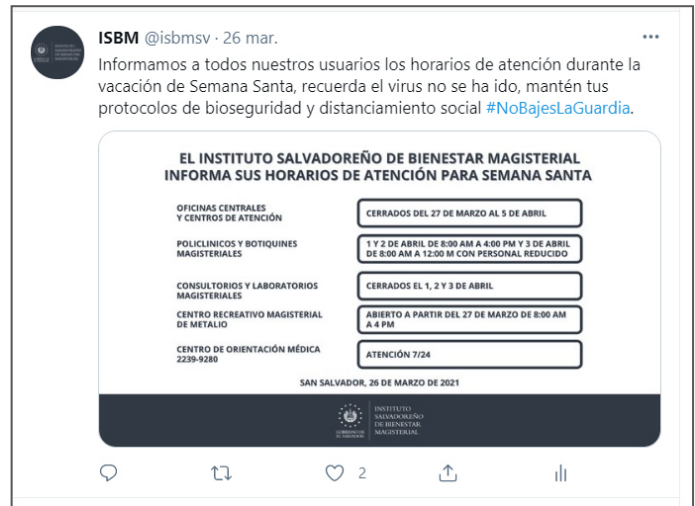 ISBM @isbmsv · 26 mar.
Informamos a todos nuestros usuarios los horarios de atención durante la
vacación de Semana Santa, recuerda el virus no se ha ido, mantén tus
protocolos de bioseguridad y distanciamiento social #NoBajesLaGuardia.
EL INSTITUTO SALVADOREÑO DE BIENESTAR MAGISTERIAL
INFORMA SUS HORARIOS DE ATENCIÓN PARA SEMANA SANTA
OFICINAS CENTRALES
Y CENTROS DE ATENCIÓN
CERRADOS DEL 27 DE MARZO AL 5 DE ABRIL
POLICLINICOS Y BOTIQUINES
MAGISTERIALES
1 Y 2 DE ABRIL DE 8:00 AM A 4:00 PM Y 3 DE ABRIL
DE 8:00 AM A 12:00 M CON PERSONAL REDUCIDO
CONSULTORIOS Y LABORATORIOS
MAGISTERIALES
CERRADOS EL 1, 2 Y 3 DE ABRIL
CENTRO RECREATIVO MAGISTERIAL
DE METALIO
ABIERTO A PARTIR DEL 27 DE MARZO DE 8:00 AM
A 4 PM
CENTRO DE ORIENTACIÓN MÉDICA
2239-9280
ATENCIÓN 7/24
SAN SALVADOR, 26 DE MARZO DE 2021
GOBIERNO DE
EL SALVADOR
INSTITUTO
SALVADOREÑO
DE BIENESTAR
MAGISTERIAL
2